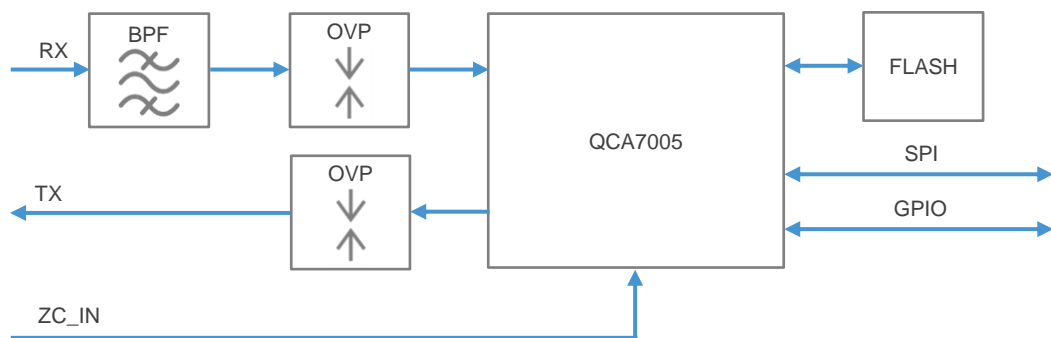 RX
BPF
OVP
QCA7005
FLASH
SPI
OVP
TX
GPIO
ZC_IN